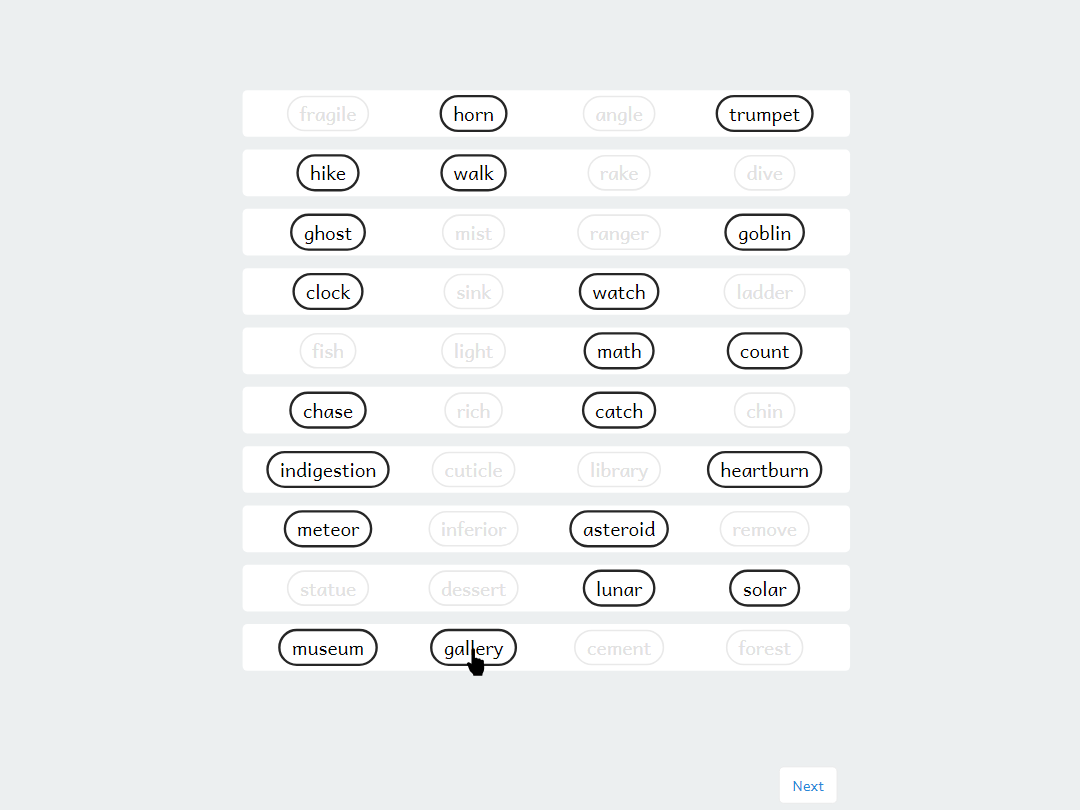 fragile horn angle trumpet
hike walk rake dive
ghost mist ranger goblin
clock sink watch ladder
fish light math count
chase rich catch chin
indigestion cuticle library heartburn
meteor inferior asteroid remove
statue dessert lunar solar
museum gallery cement forest
Next